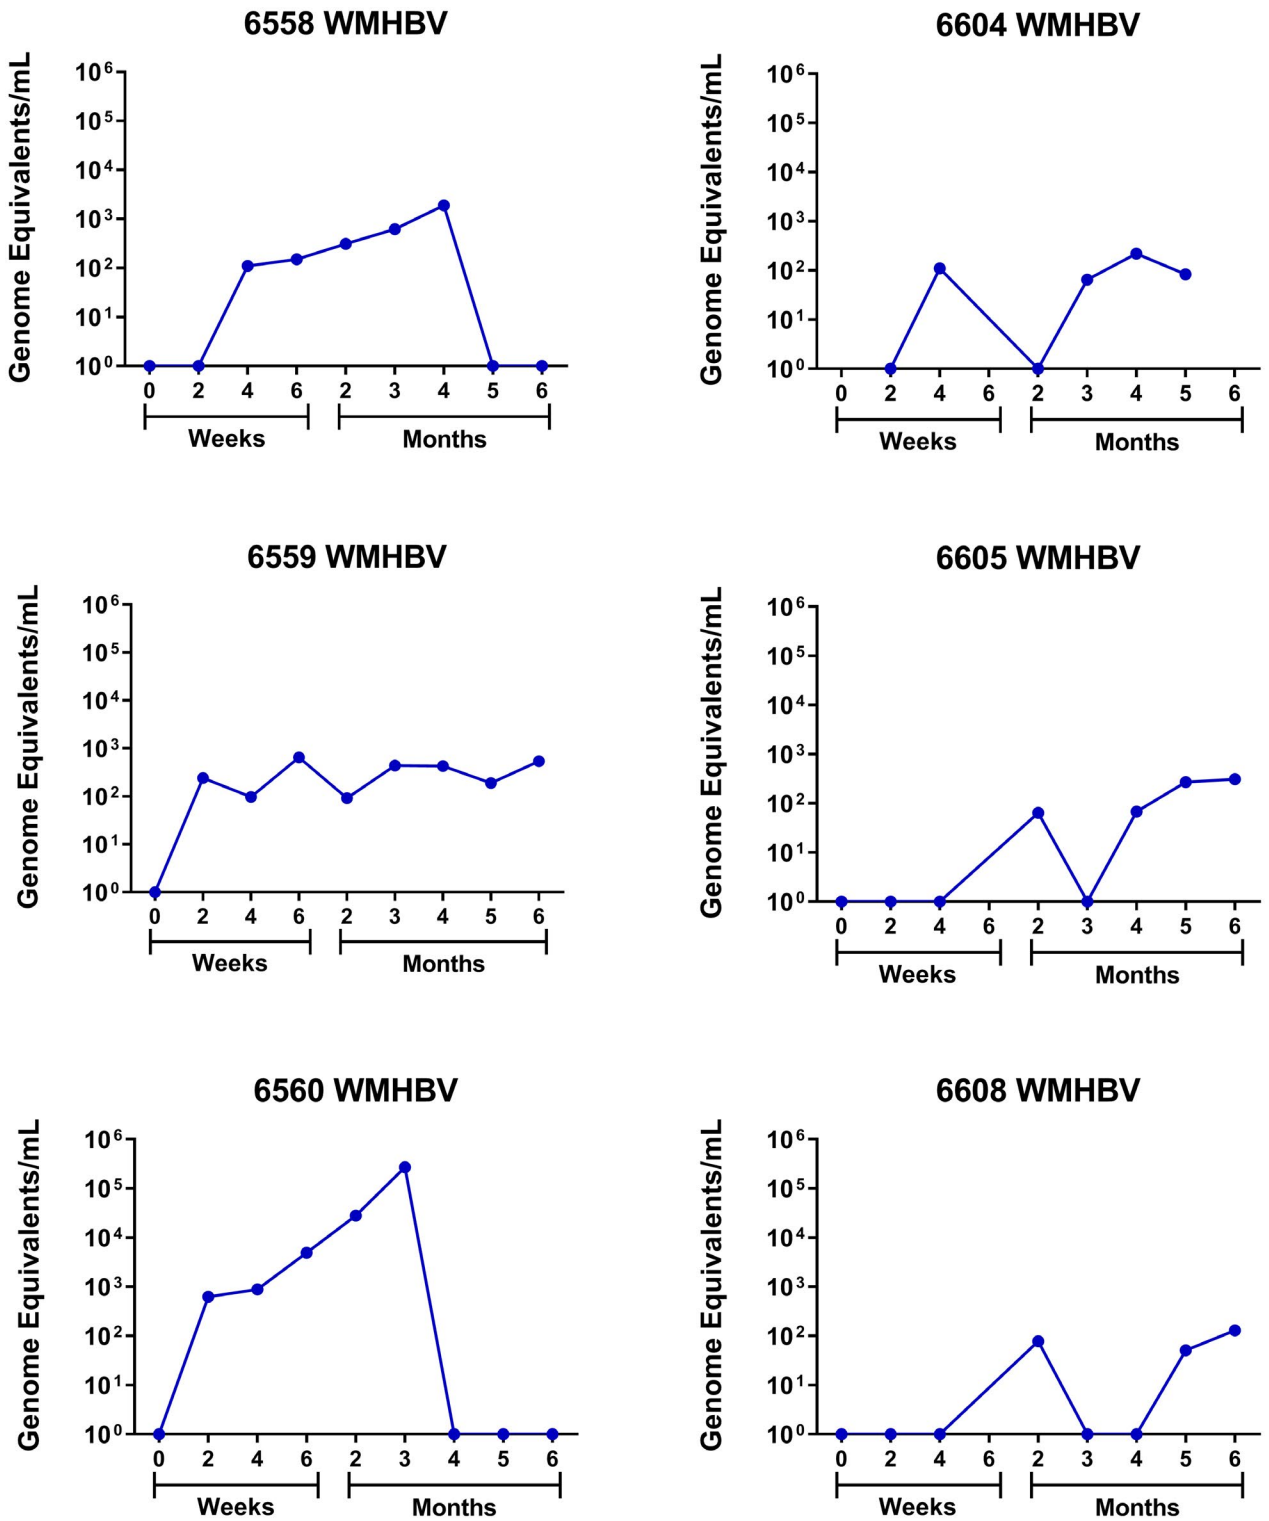 6558 WMHBV
Genome Equivalents/mL
10⁶
10⁵
10⁴
10³
10²
10¹
10⁰
0 2 4 6 2 3 4 5 6
Weeks Months
6604 WMHBV
Genome Equivalents/mL
10⁶
10⁵
10⁴
10³
10²
10¹
10⁰
0 2 4 6 2 3 4 5 6
Weeks Months
6559 WMHBV
Genome Equivalents/mL
10⁶
10⁵
10⁴
10³
10²
10¹
10⁰
0 2 4 6 2 3 4 5 6
Weeks Months
6605 WMHBV
Genome Equivalents/mL
10⁶
10⁵
10⁴
10³
10²
10¹
10⁰
0 2 4 6 2 3 4 5 6
Weeks Months
6560 WMHBV
Genome Equivalents/mL
10⁶
10⁵
10⁴
10³
10²
10¹
10⁰
0 2 4 6 2 3 4 5 6
Weeks Months
6608 WMHBV
Genome Equivalents/mL
10⁶
10⁵
10⁴
10³
10²
10¹
10⁰
0 2 4 6 2 3 4 5 6
Weeks Months